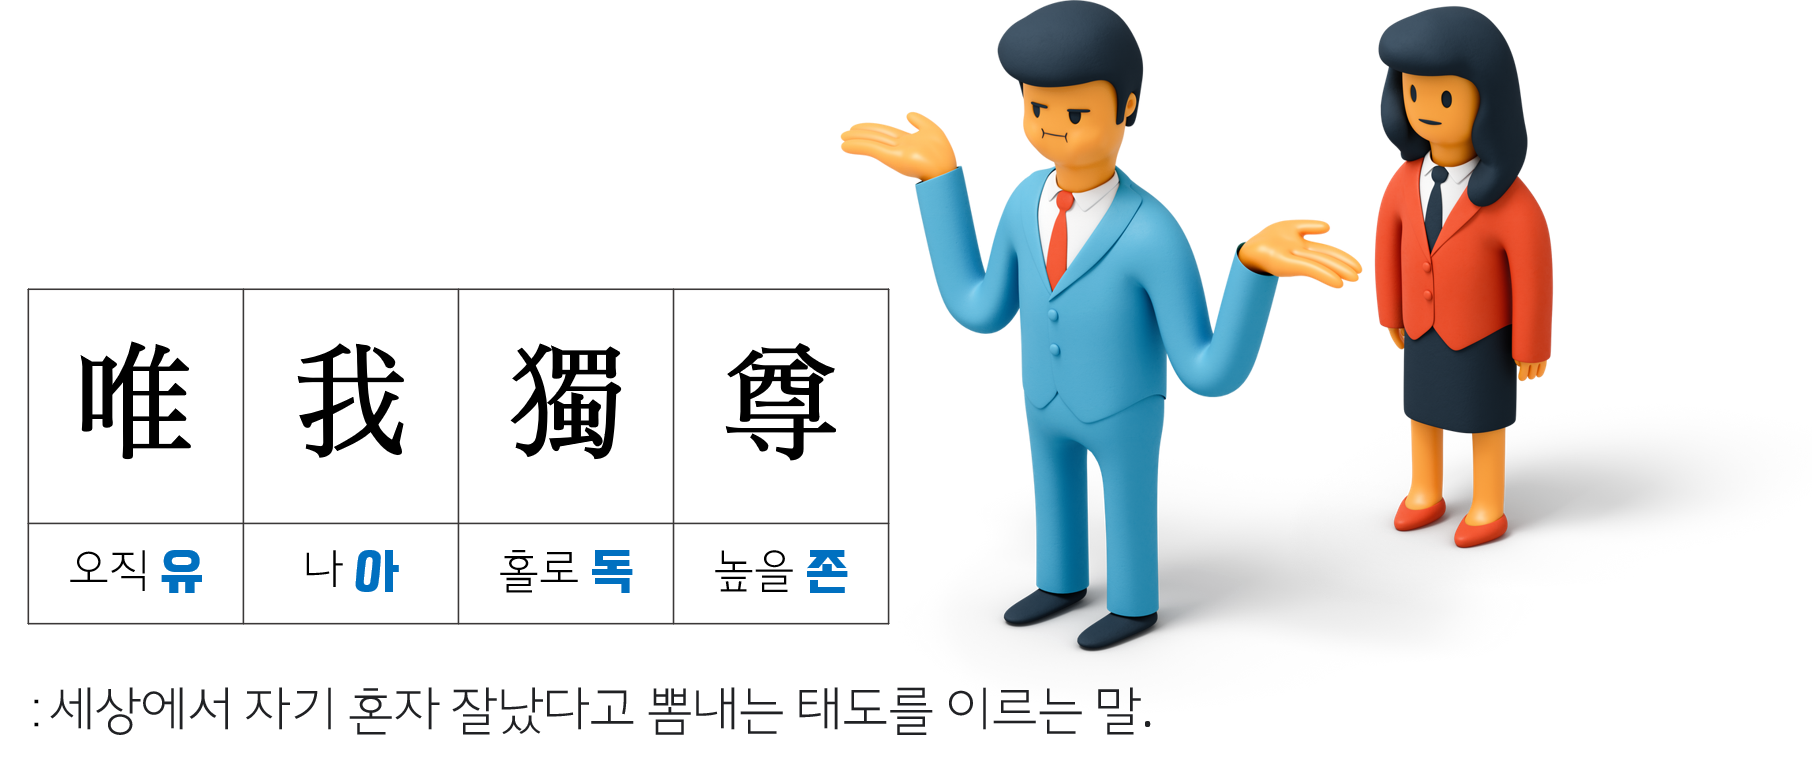 唯 我 獨 尊
오직 유 나 아 홀로 독 높을 존
: 세상에서 자기 혼자 잘났다고 뽐내는 태도를 이르는 말.